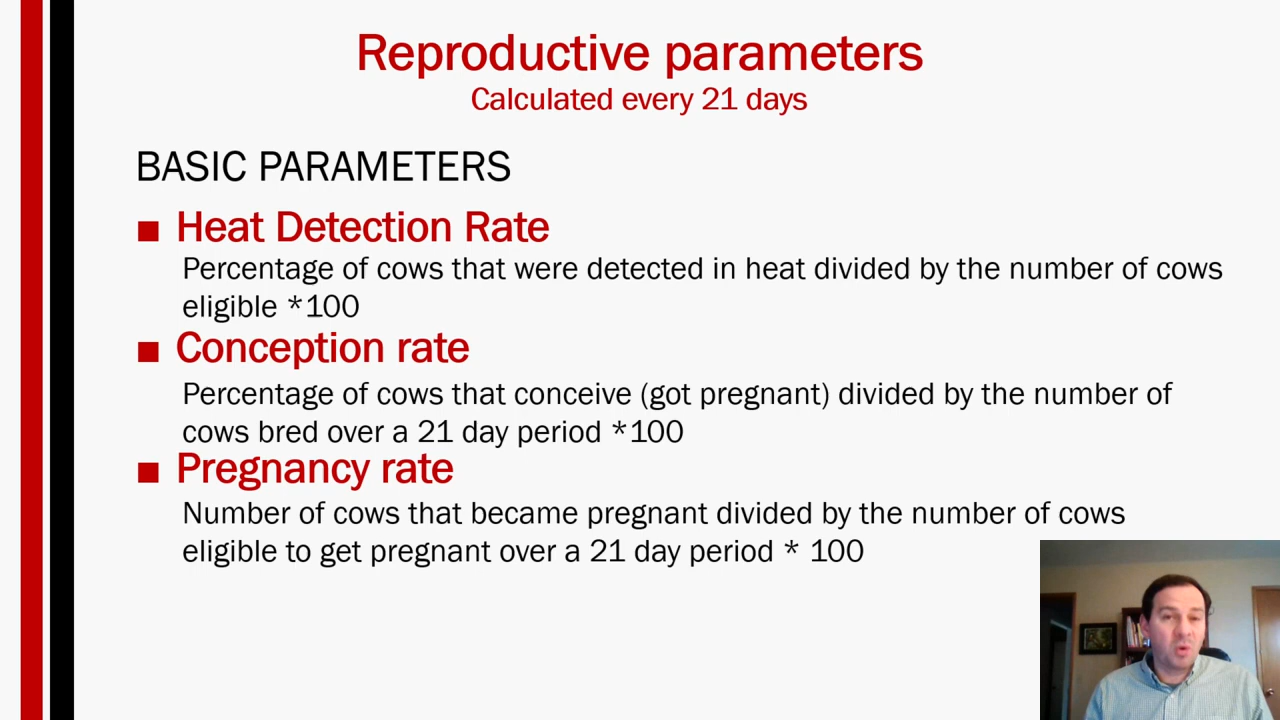 Reproductive parameters
Calculated every 21 days
BASIC PARAMETERS
■ Heat Detection Rate
Percentage of cows that were detected in heat divided by the number of cows
eligible *100
■ Conception rate
Percentage of cows that conceive (got pregnant) divided by the number of
cows bred over a 21 day period *100
■ Pregnancy rate
Number of cows that became pregnant divided by the number of cows
eligible to get pregnant over a 21 day period * 100